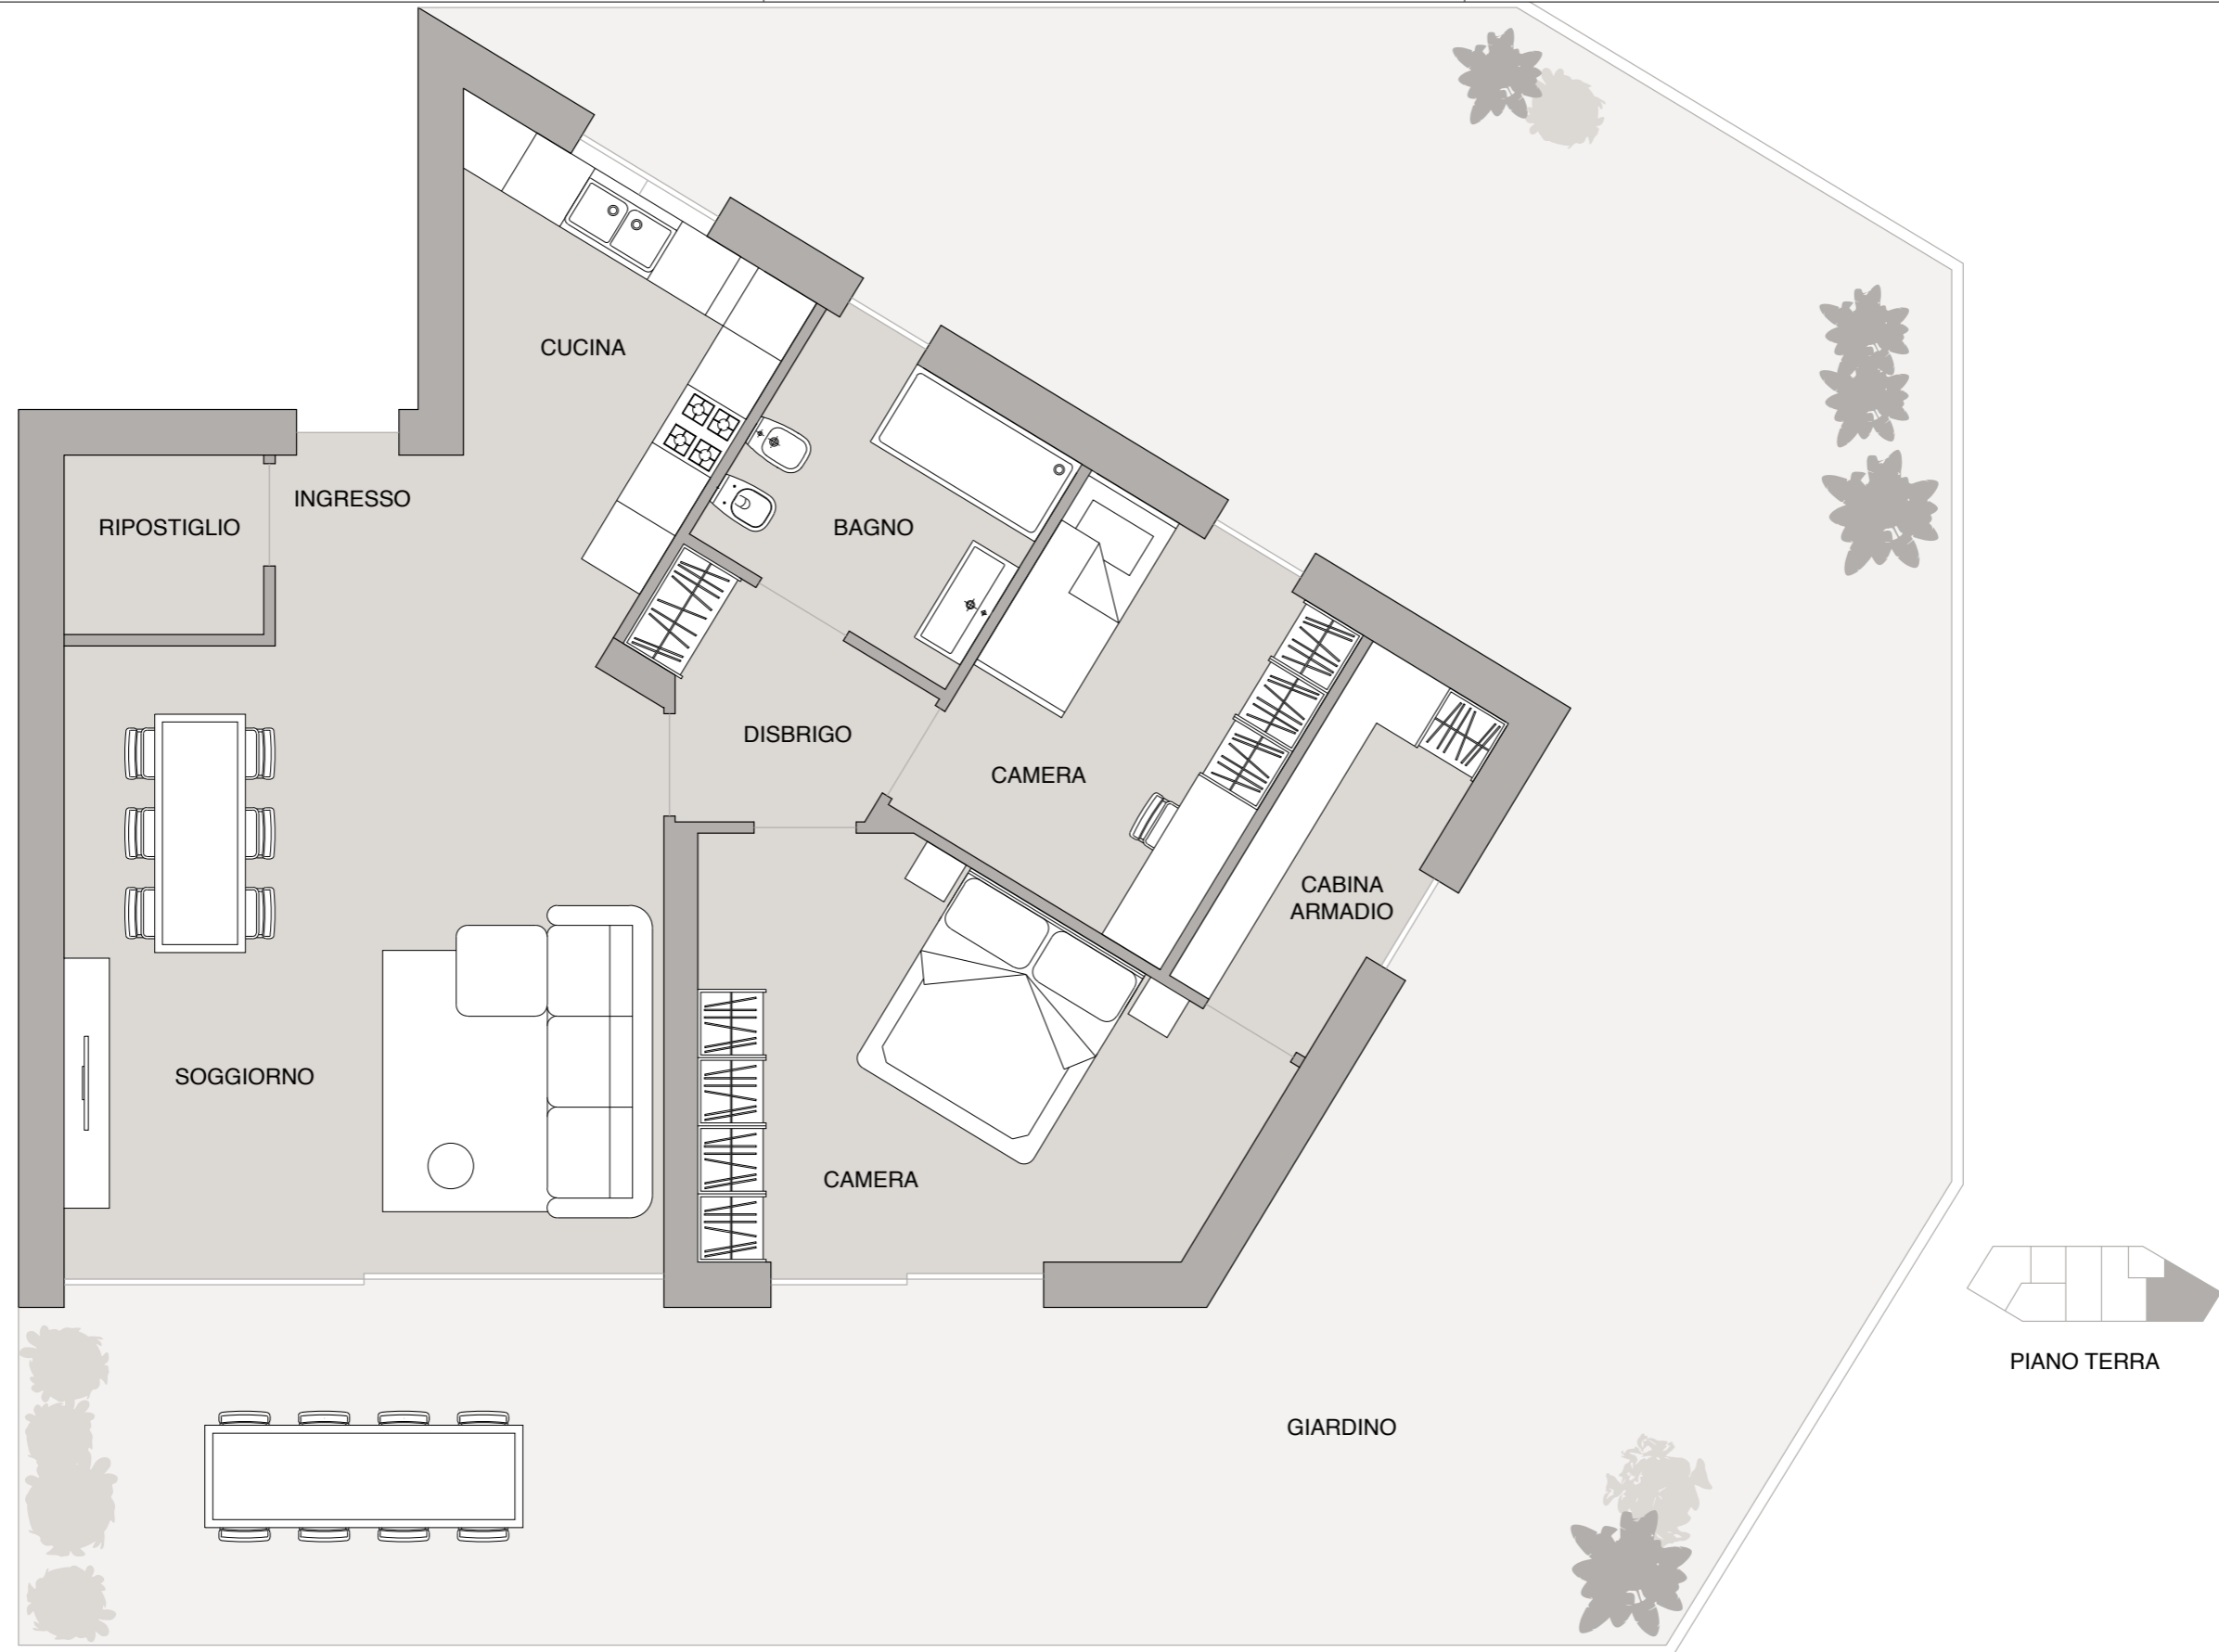 CUCINA
INGRESSO
RIPOSTIGLIO
BAGNO
DISBRIGO
CAMERA
CABINA
ARMADIO
SOGGIORNO
CAMERA
PIANO TERRA
GIARDINO